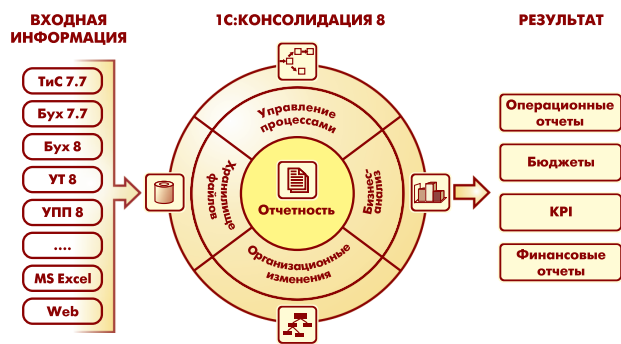 ВХОДНАЯ
ИНФОРМАЦИЯ
ТиС 7.7
Бух 7.7
Бух 8
УТ 8
УПП 8
....
MS Excel
Web
1С:КОНСОЛИДАЦИЯ 8
Управление
процессами
Хранилище
файлов
Отчетность
Бизнес-
анализ
Организационные
изменения
РЕЗУЛЬТАТ
Операционные
отчеты
Бюджеты
KPI
Финансовые
отчеты